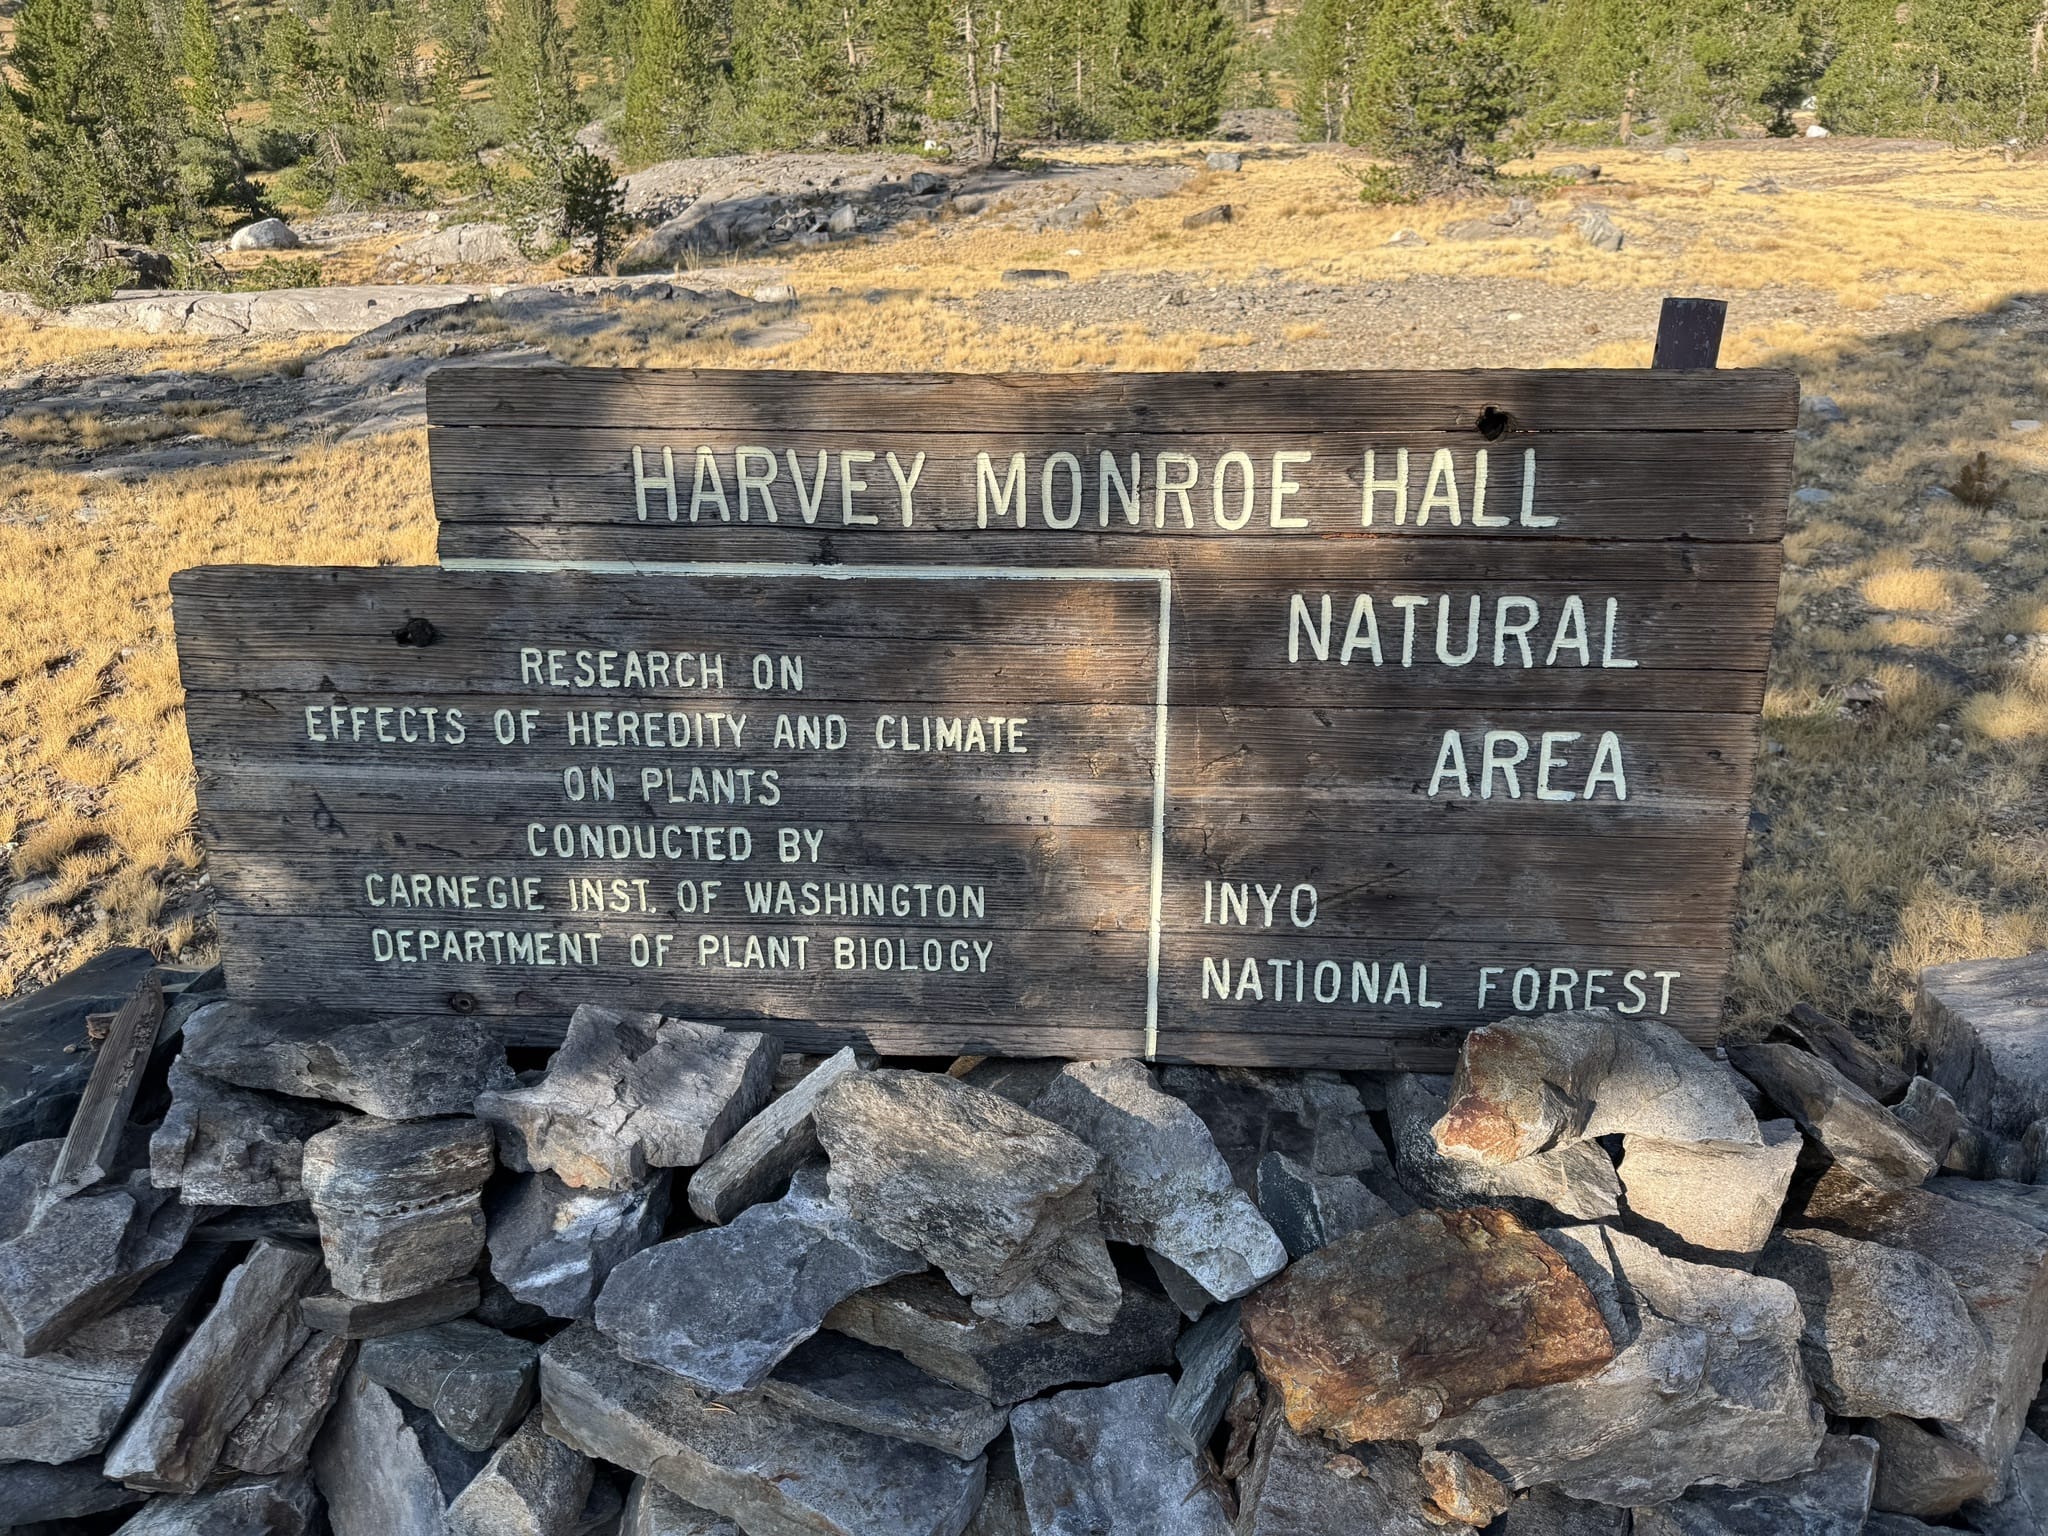 HARVEY MONROE HALL
NATURAL
AREA
INYO
NATIONAL FOREST
RESEARCH ON
EFFECTS OF HEREDITY AND CLIMATE
ON PLANTS
CONDUCTED BY
CARNEGIE INST. OF WASHINGTON
DEPARTMENT OF PLANT BIOLOGY